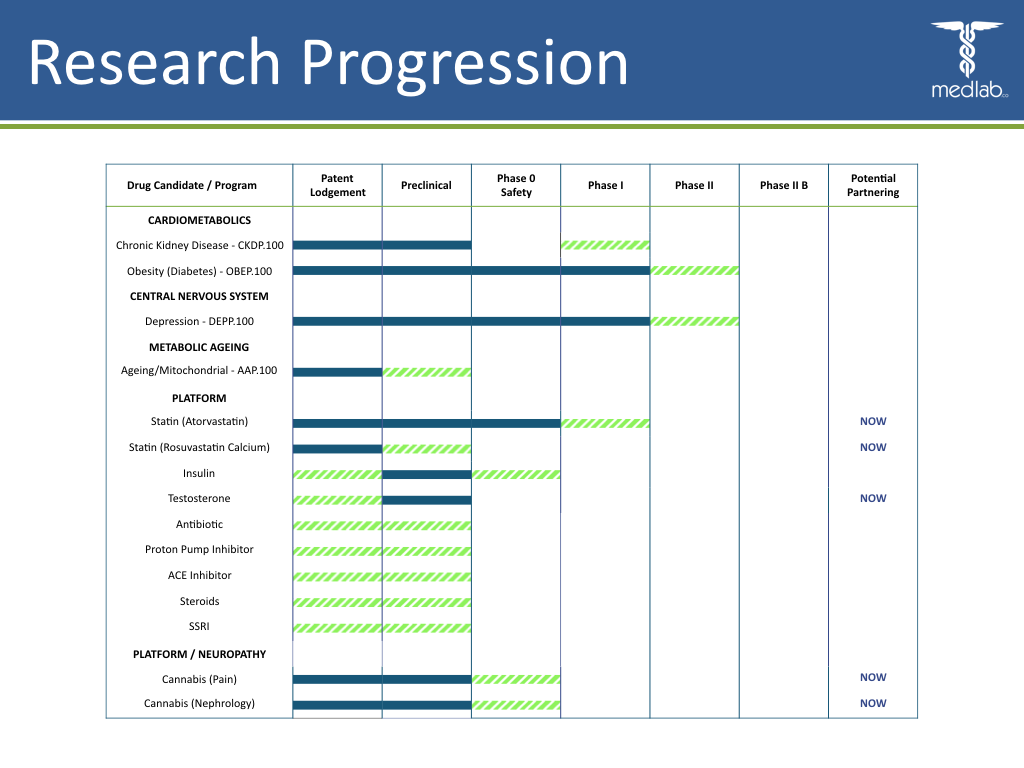 Research Progression
medlab
Drug Candidate / Program
Patent
Lodgement
Preclinical
Phase 0
Safety
Phase I
Phase II
Phase II B
Potential
Partnering
CARDIOMETABOLICS
Chronic Kidney Disease - CKDP.100
Obesity (Diabetes) - OBEP.100
CENTRAL NERVOUS SYSTEM
Depression - DEPP.100
METABOLIC AGEING
Ageing/Mitochondrial - AAP.100
PLATFORM
Statin (Atorvastatin) NOW
Statin (Rosuvastatin Calcium) NOW
Insulin
Testosterone NOW
Antibiotic
Proton Pump Inhibitor
ACE Inhibitor
Steroids
SSRI
PLATFORM / NEUROPATHY
Cannabis (Pain) NOW
Cannabis (Nephrology) NOW